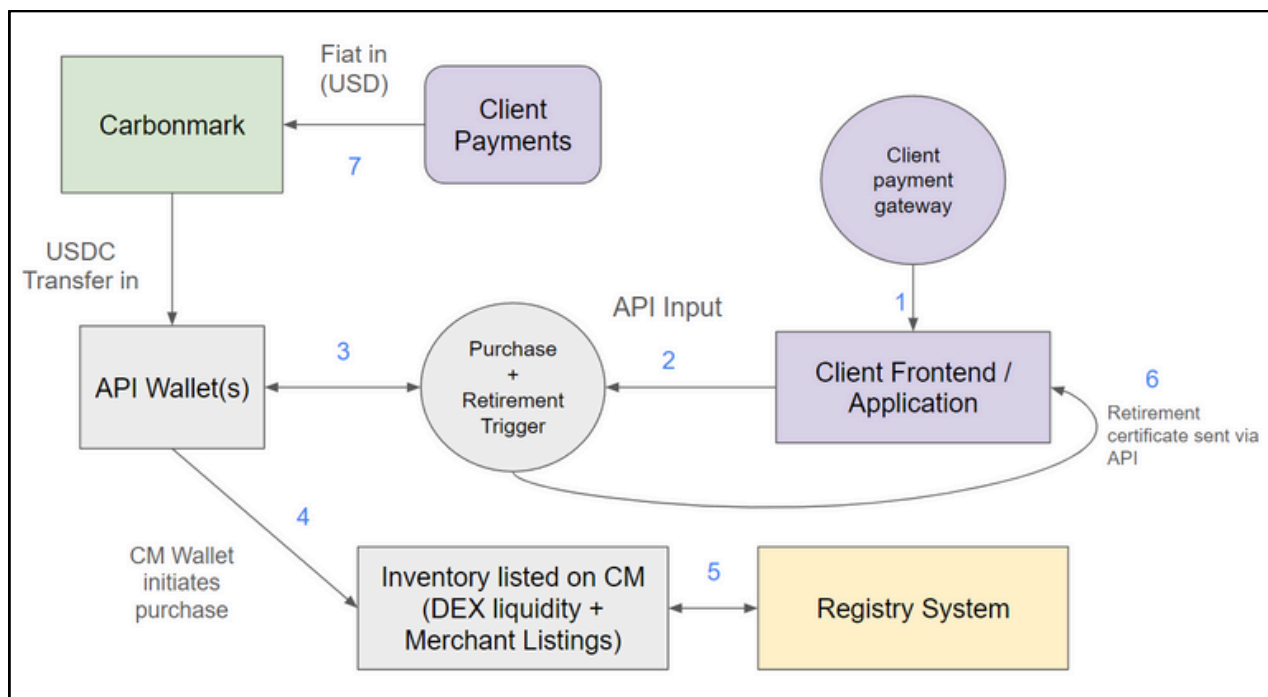 Fiat in
(USD)
Carbonmark
Client
Payments
7
Client
payment
gateway
USDC
Transfer in
1
API Input
API Wallet(s)
3
Purchase
+
Retirement
Trigger
2
Client Frontend /
Application
6
Retirement
certificate sent via
API
4
CM Wallet
initiates
purchase
Inventory listed on CM
(DEX liquidity +
Merchant Listings)
5
Registry System